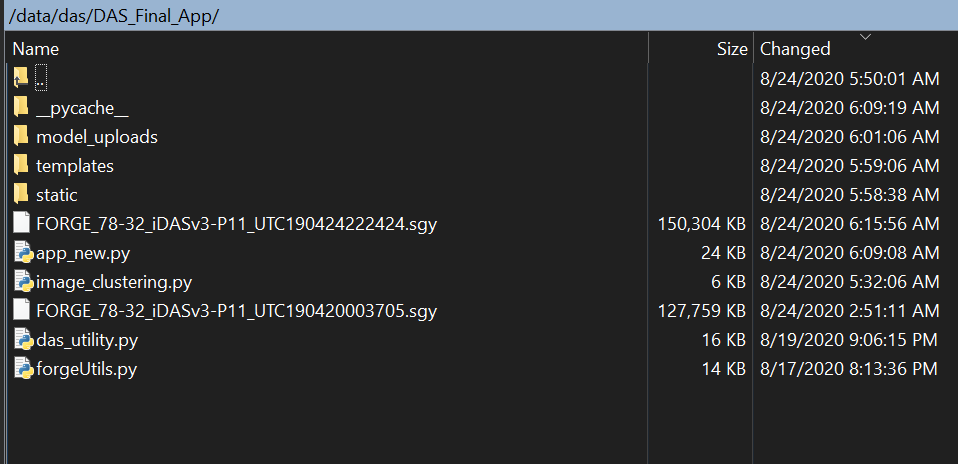 /data/das/DAS_Final_App/
Name Size Changed
.. 8/24/2020 5:50:01 AM
__pycache__ 8/24/2020 6:09:19 AM
model_uploads 8/24/2020 6:01:06 AM
templates 8/24/2020 5:59:06 AM
static 8/24/2020 5:58:38 AM
FORGE_78-32_iDASv3-P11_UTC190424222424.sgy 150,304 KB 8/24/2020 6:15:56 AM
app_new.py 24 KB 8/24/2020 6:09:08 AM
image_clustering.py 6 KB 8/24/2020 5:32:06 AM
FORGE_78-32_iDASv3-P11_UTC190420003705.sgy 127,759 KB 8/24/2020 2:51:11 AM
das_utility.py 16 KB 8/19/2020 9:06:15 PM
forgeUtils.py 14 KB 8/17/2020 8:13:36 PM